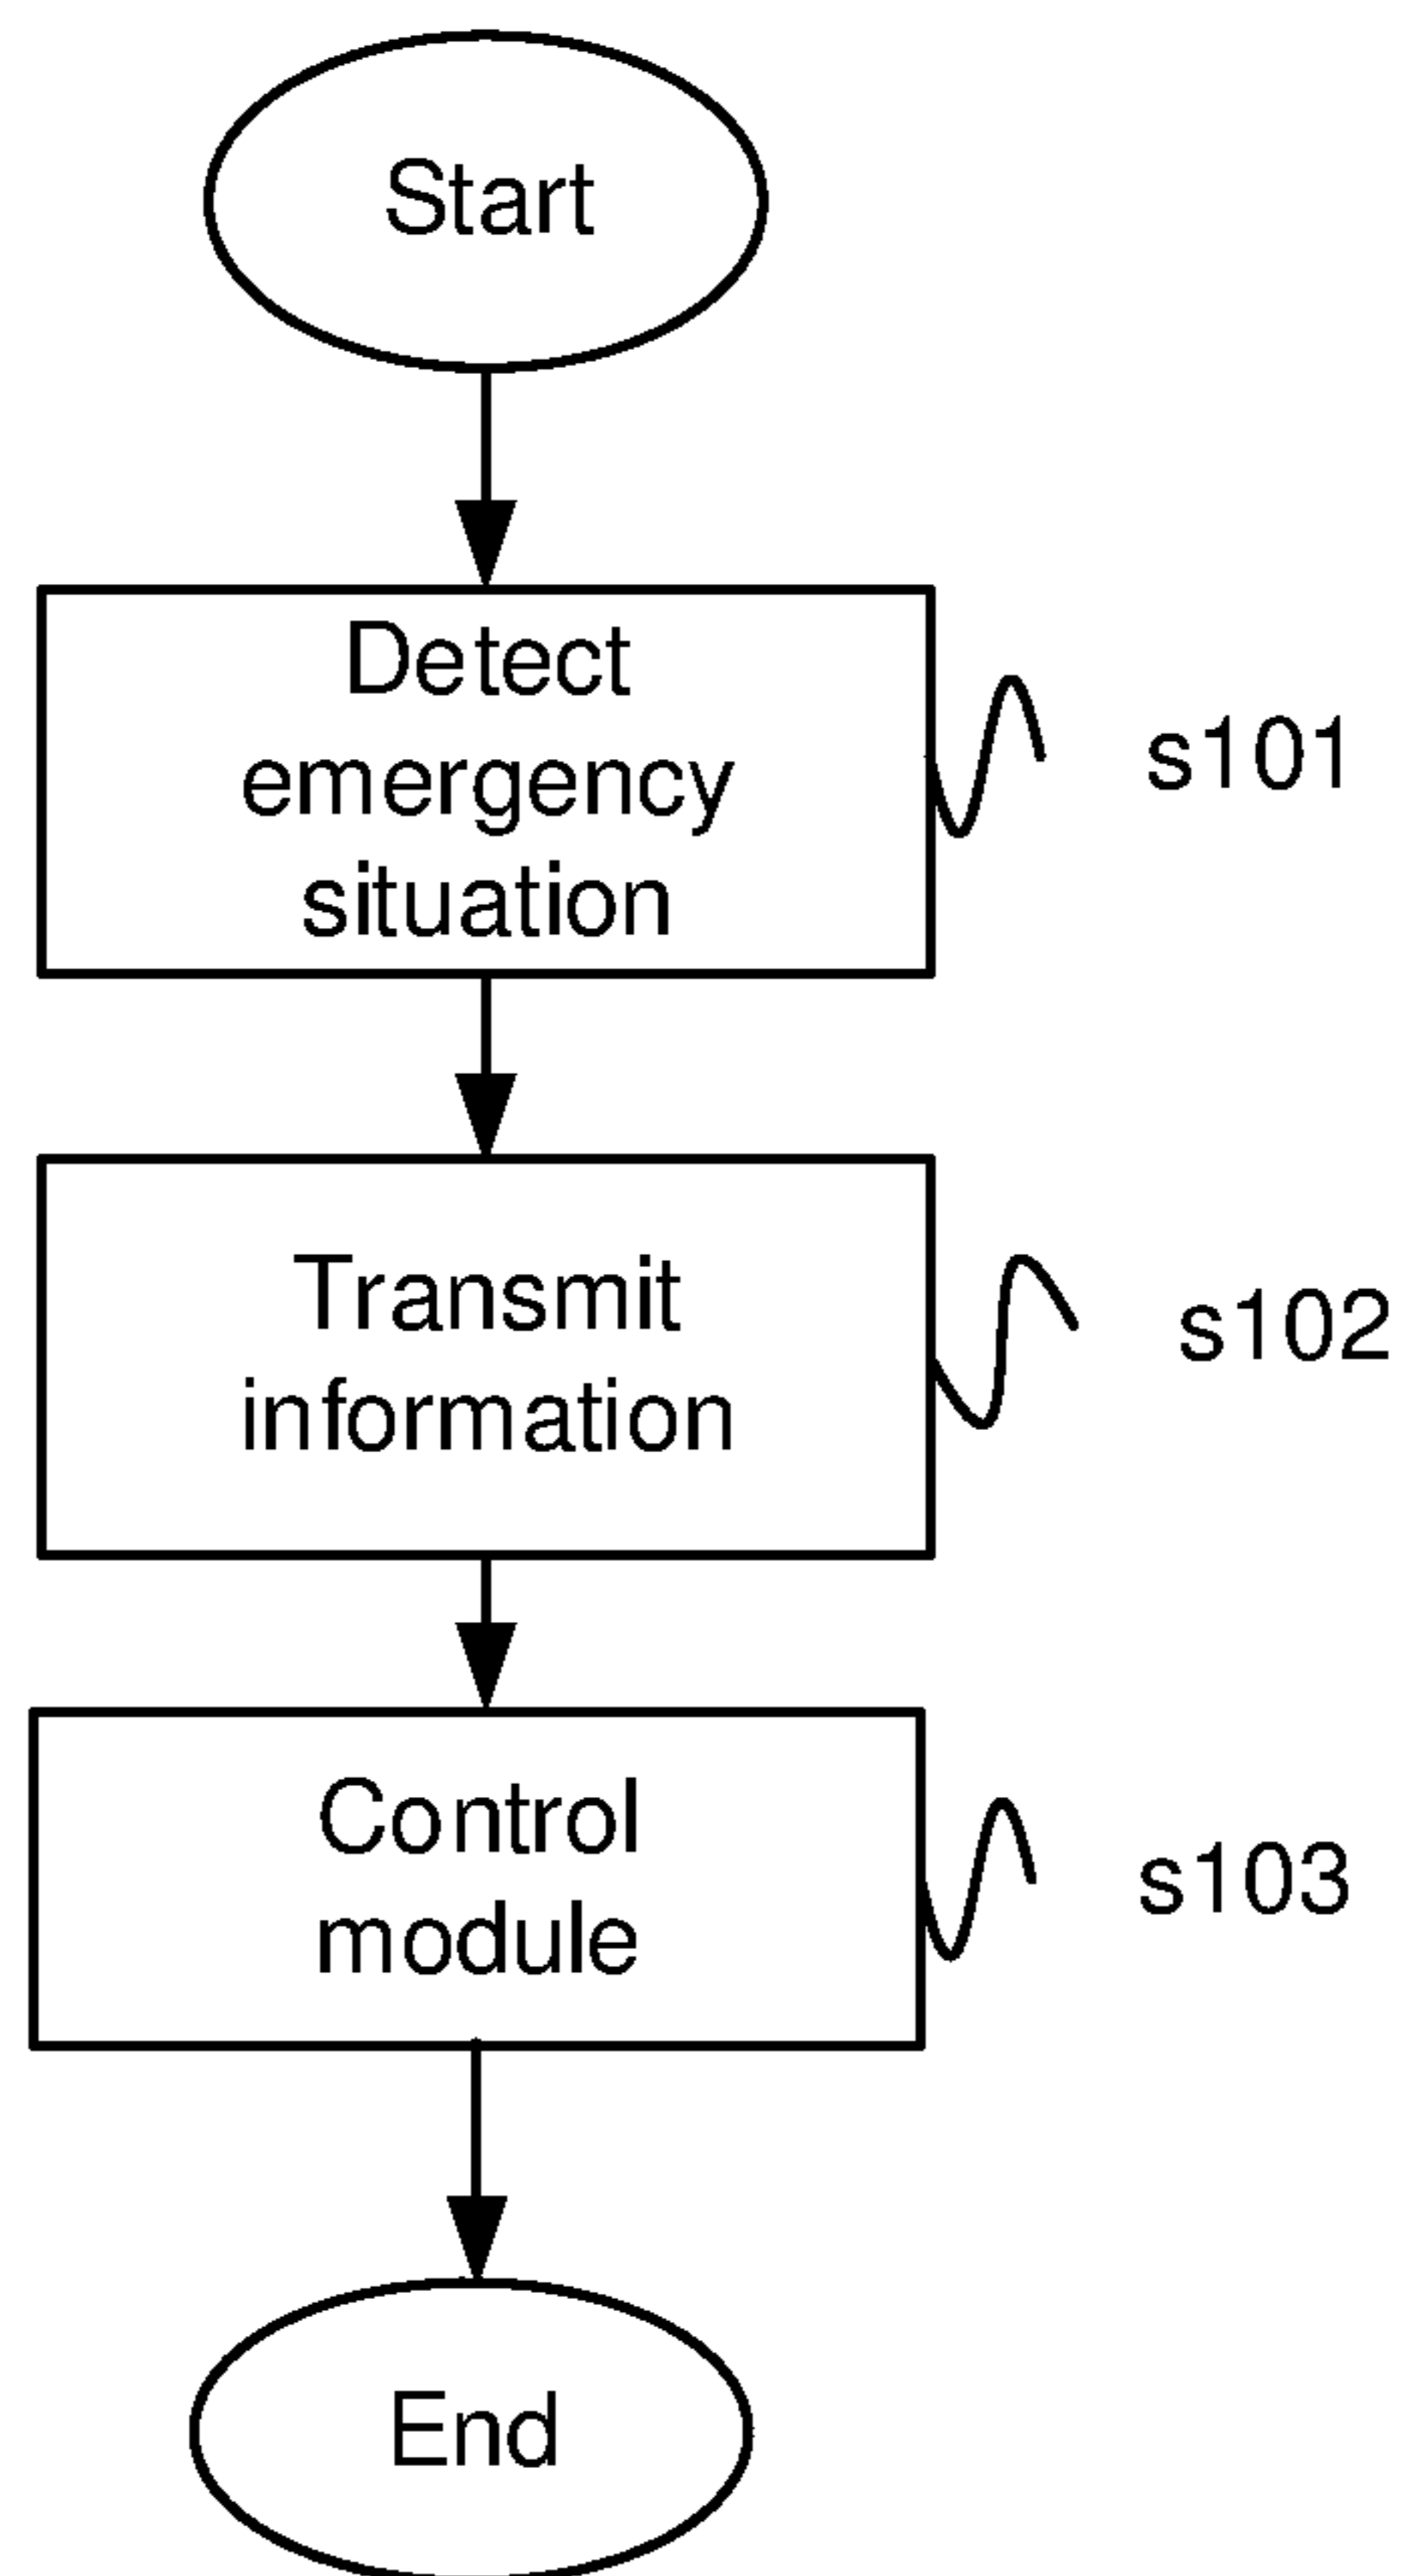 Start
Detect
emergency
situation
s101
Transmit
information
s102
Control
module
s103
End